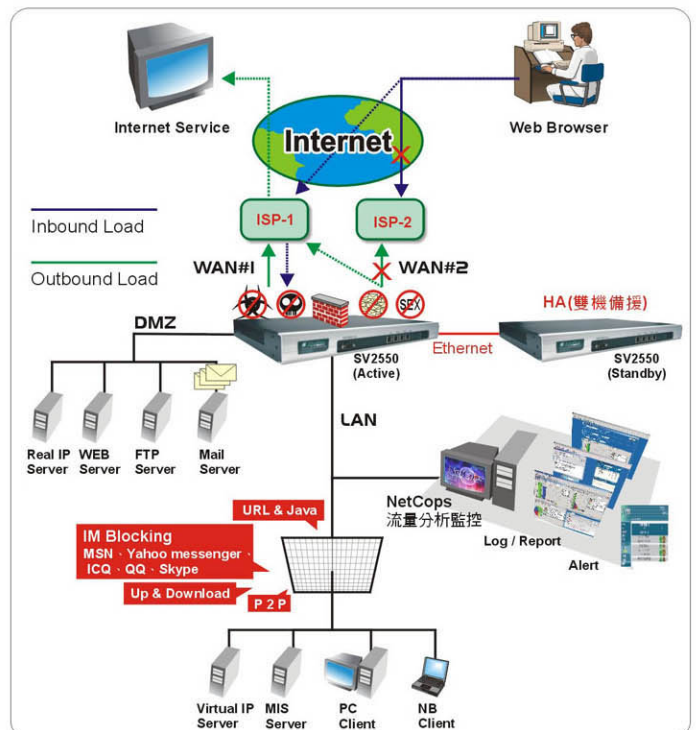 Internet Service
Web Browser
Internet
ISP-1
ISP-2
Inbound Load
Outbound Load
WAN#1
WAN#2
SEX
HA(雙機備援)
DMZ
Ethernet
SV2550
(Active)
SV2550
(Standby)
LAN
Real IP
Server
WEB
Server
FTP
Server
Mail
Server
NetCops
流量分析監控
Log / Report
Alert
URL & Java
IM Blocking
MSN、Yahoo messenger、
ICQ、QQ、Skype
Up & Download
P 2 P
Virtual IP
Server
MIS
Server
PC
Client
NB
Client